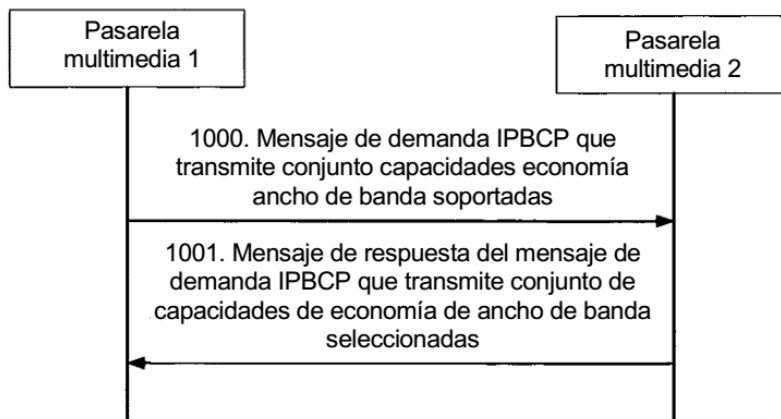 Pasarela
multimedia 1
Pasarela
multimedia 2
1000. Mensaje de demanda IPBCP que
transmite conjunto capacidades economía
ancho de banda soportadas
1001. Mensaje de respuesta del mensaje de
demanda IPBCP que transmite conjunto de
capacidades de economía de ancho de banda
seleccionadas